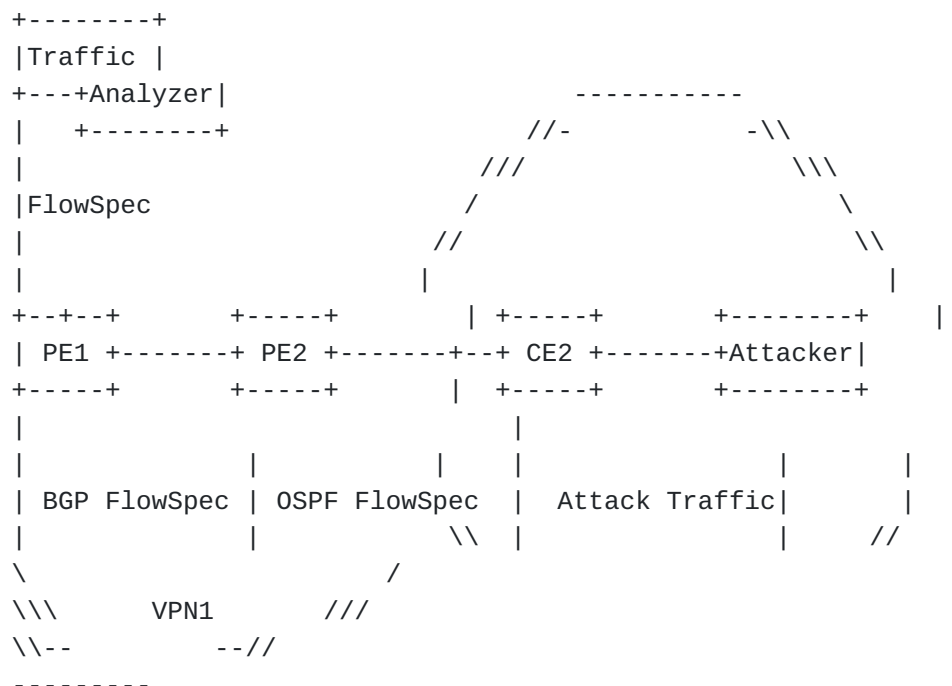 +--------+
|Traffic |
+---+Analyzer|                       -----------
|   +--------+                    //-           -\\
|                              ///                 \\\
|FlowSpec                     /                       \
|                           //                         \\
|                          |                             |
+--+--+       +-----+        | +-----+       +--------+    |
| PE1 +-------+ PE2 +-------+--+ CE2 +-------+Attacker|
+-----+       +-----+       |  +-----+       +--------+
|                                |
|               |           |    |                |       |
| BGP FlowSpec | OSPF FlowSpec  |  Attack Traffic|       |
|               |            \\  |                |     //
\                       /
\\\      VPN1       ///
\\--         --//
---------